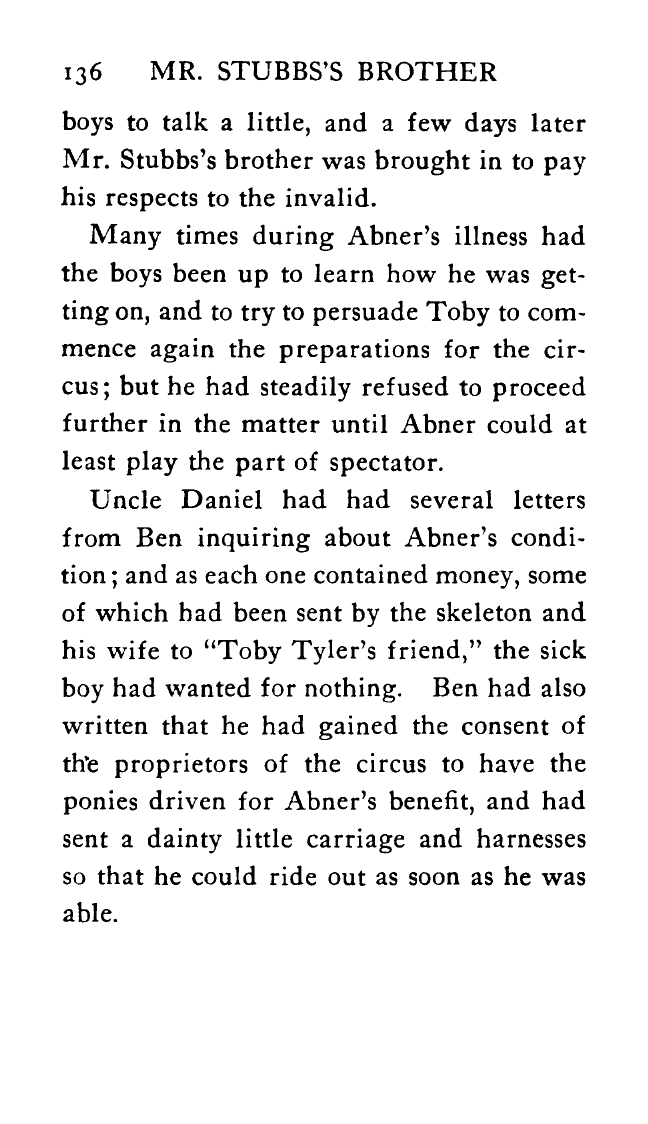 136 MR. STUBBS'S BROTHER
boys to talk a little, and a few days later
Mr. Stubbs's brother was brought in to pay
his respects to the invalid.
Many times during Abner's illness had
the boys been up to learn how he was get-
ting on, and to try to persuade Toby to com-
mence again the preparations for the cir-
cus; but he had steadily refused to proceed
further in the matter until Abner could at
least play the part of spectator.
Uncle Daniel had had several letters
from Ben inquiring about Abner's condi-
tion; and as each one contained money, some
of which had been sent by the skeleton and
his wife to "Toby Tyler's friend," the sick
boy had wanted for nothing. Ben had also
written that he had gained the consent of
the proprietors of the circus to have the
ponies driven for Abner's benefit, and had
sent a dainty little carriage and harnesses
so that he could ride out as soon as he was
able.